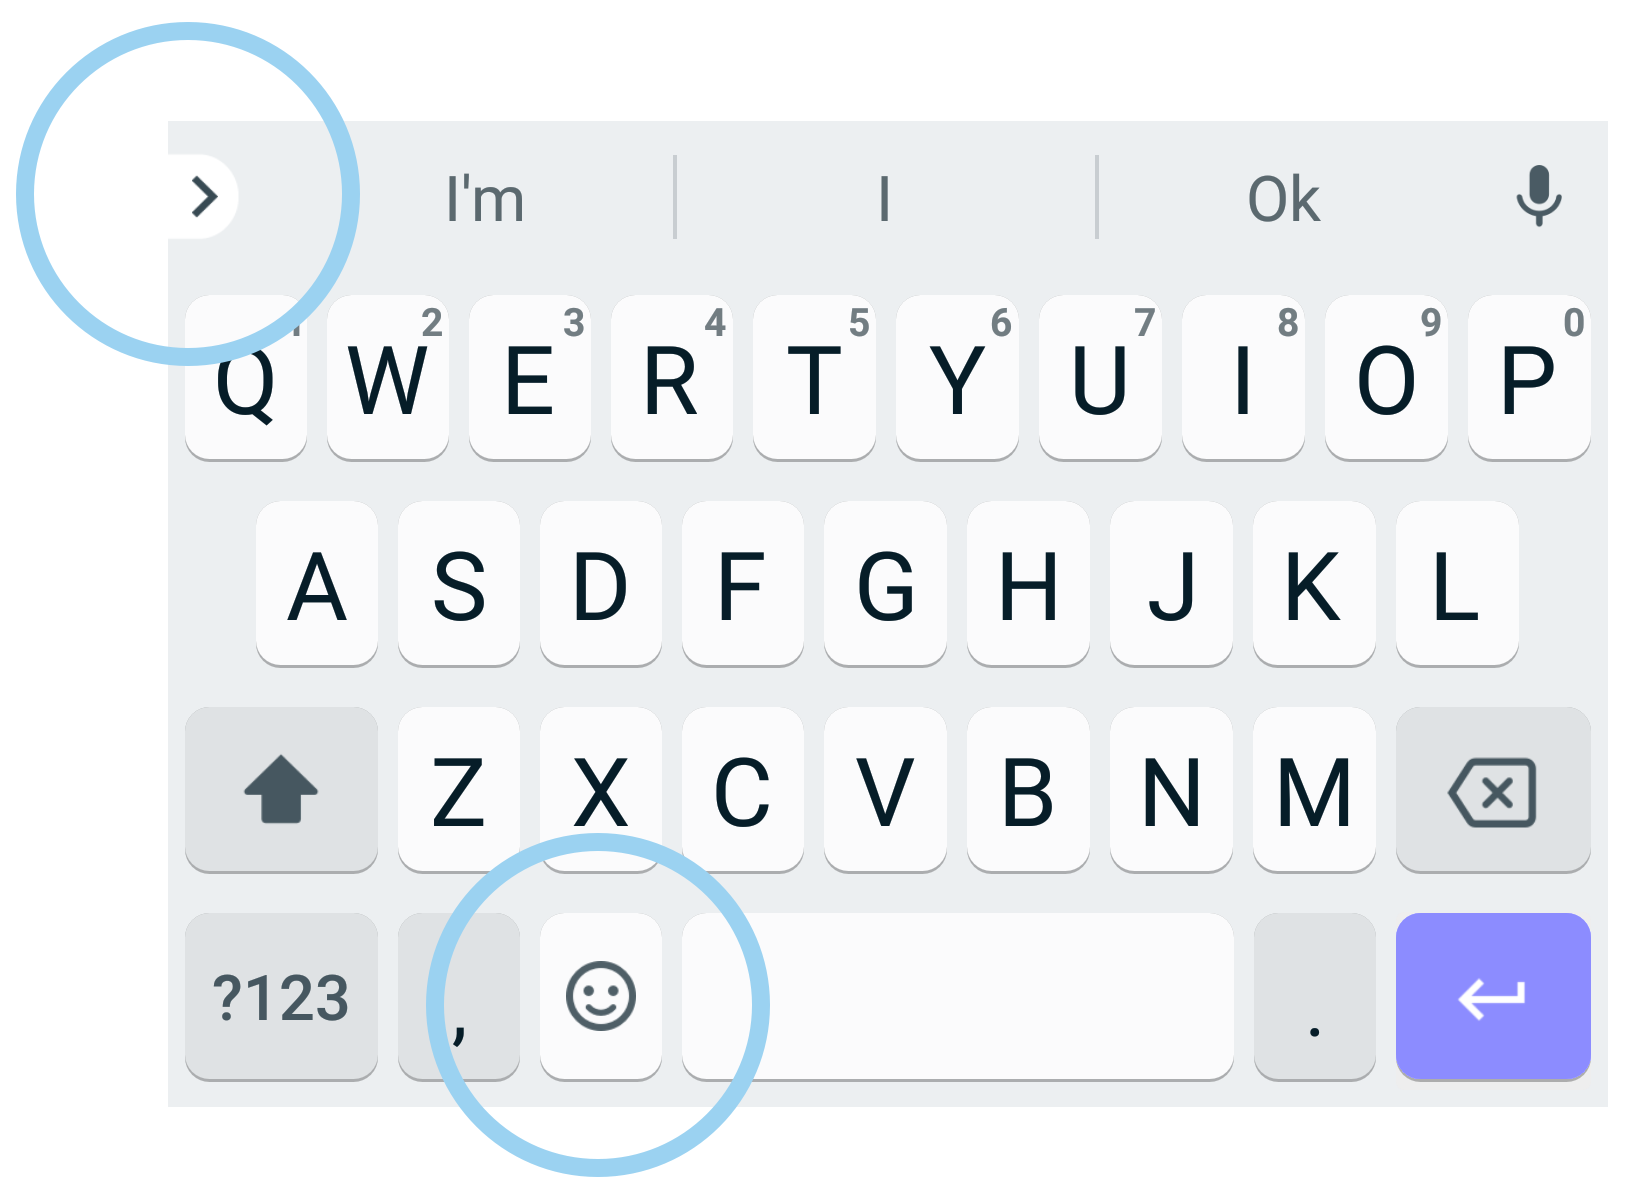 I'm I Ok
1 2 3 4 5 6 7 8 9 0
Q W E R T Y U I O P
A S D F G H J K L
Z X C V B N M
?123 , .